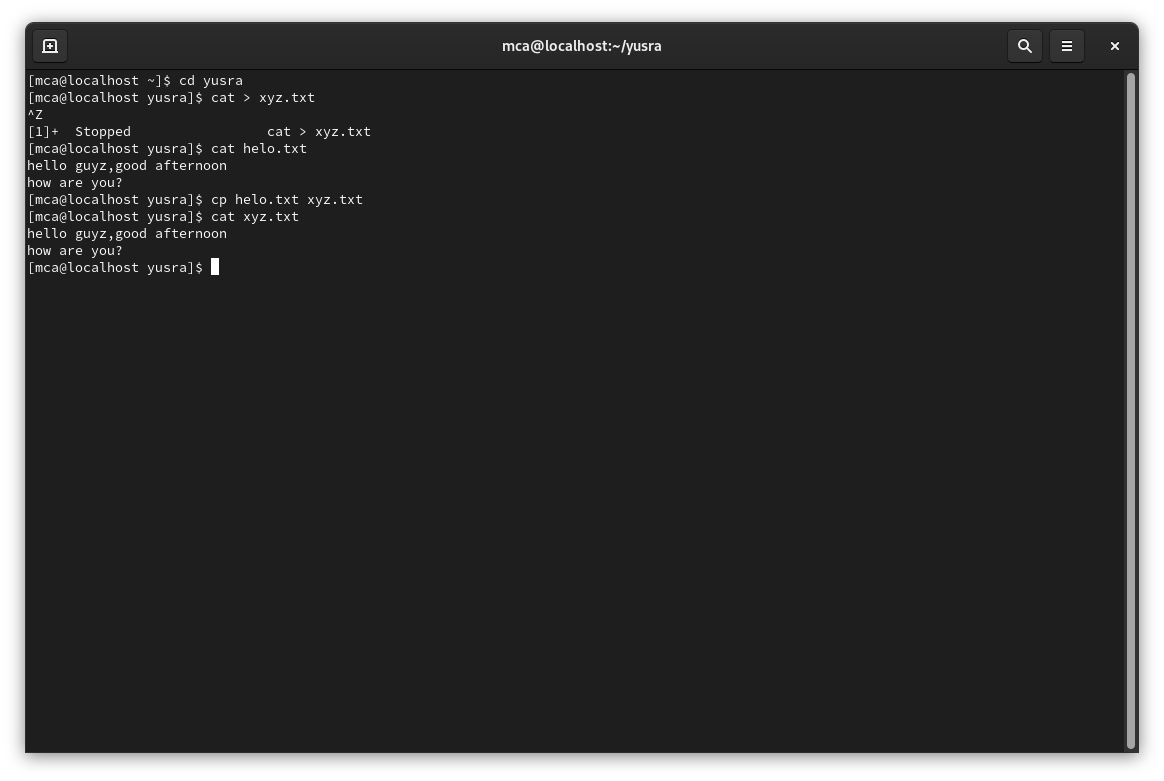 mca@localhost:~/yusra
[mca@localhost ~]$ cd yusra
[mca@localhost yusra]$ cat > xyz.txt
^Z
[1]+  Stopped                 cat > xyz.txt
[mca@localhost yusra]$ cat helo.txt
hello guyz,good afternoon
how are you?
[mca@localhost yusra]$ cp helo.txt xyz.txt
[mca@localhost yusra]$ cat xyz.txt
hello guyz,good afternoon
how are you?
[mca@localhost yusra]$